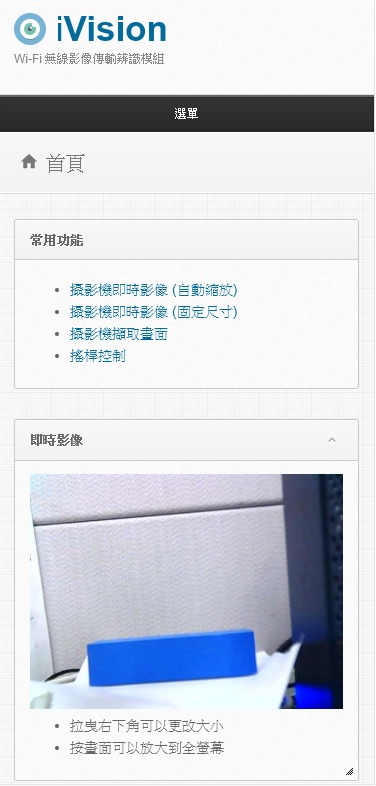 iVision
Wi-Fi 無線影像傳輸辨識模組
選單
首頁
常用功能
攝影機即時影像 (自動縮放)
攝影機即時影像 (固定尺寸)
攝影機擷取畫面
搖桿控制
即時影像
拉曳右下角可以更改大小
按畫面可以放大到全螢幕